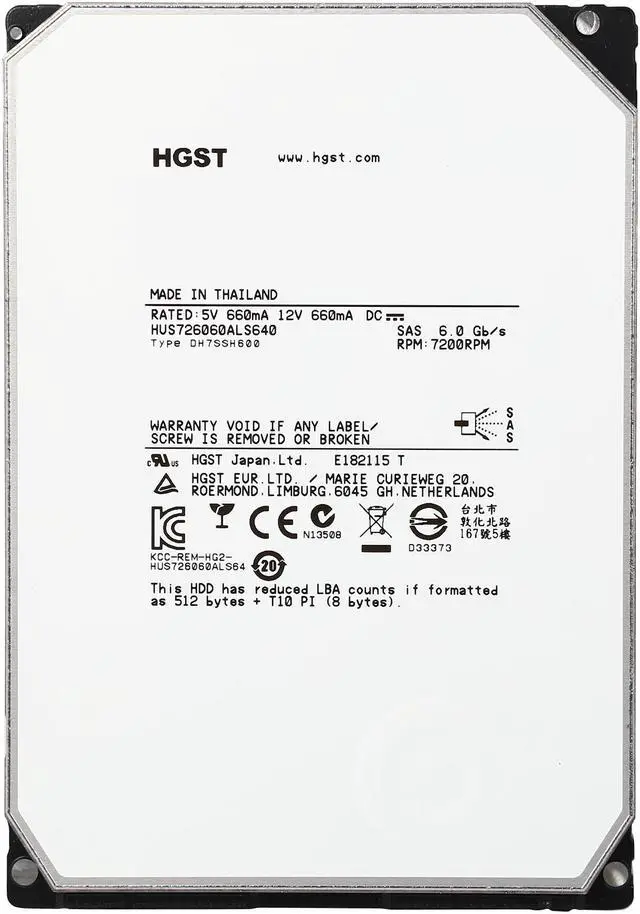 HGST www.hgst.com
MADE IN THAILAND
RATED:5V 660mA 12V 660mA DC
HUS726060ALS640 SAS 6.0 Gb/s
Type DH7SSH600 RPM:7200RPM
WARRANTY VOID IF ANY LABEL/
SCREW IS REMOVED OR BROKEN
S
A
S
c RU us HGST Japan.Ltd. E182115 T
HGST EUR.LTD. / MARIE CURIEWEG 20,
ROERMOND,LIMBURG,6045 GH,NETHERLANDS
CE
N13508
D33373
台北市
敦化北路
167號5樓
KCC-REM-HG2-
HUS726060ALS64
20
This HDD has reduced LBA counts if formatted
as 512 bytes + T10 PI (8 bytes).